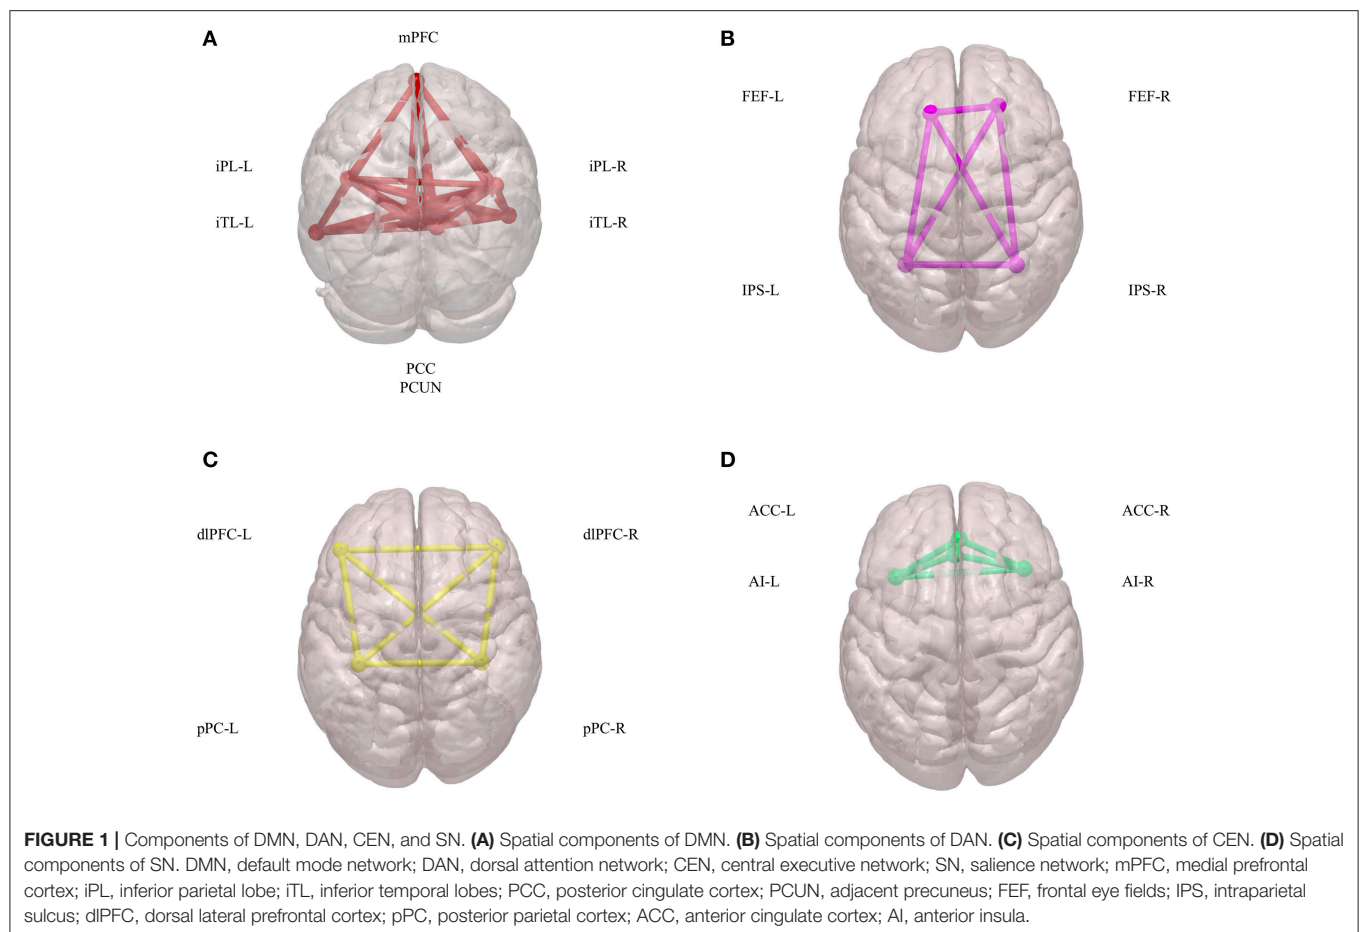 A
mPFC
B
FEF-L
FEF-R
iPL-L
iPL-R
iTL-L
iTL-R
IPS-L
IPS-R
PCC
PCUN
C
D
ACC-L
ACC-R
dlPFC-L
dlPFC-R
AI-L
AI-R
pPC-L
pPC-R
FIGURE 1 | Components of DMN, DAN, CEN, and SN. (A) Spatial components of DMN. (B) Spatial components of DAN. (C) Spatial components of CEN. (D) Spatial
components of SN. DMN, default mode network; DAN, dorsal attention network; CEN, central executive network; SN, salience network; mPFC, medial prefrontal
cortex; iPL, inferior parietal lobe; iTL, inferior temporal lobes; PCC, posterior cingulate cortex; PCUN, adjacent precuneus; FEF, frontal eye fields; IPS, intraparietal
sulcus; dlPFC, dorsal lateral prefrontal cortex; pPC, posterior parietal cortex; ACC, anterior cingulate cortex; AI, anterior insula.